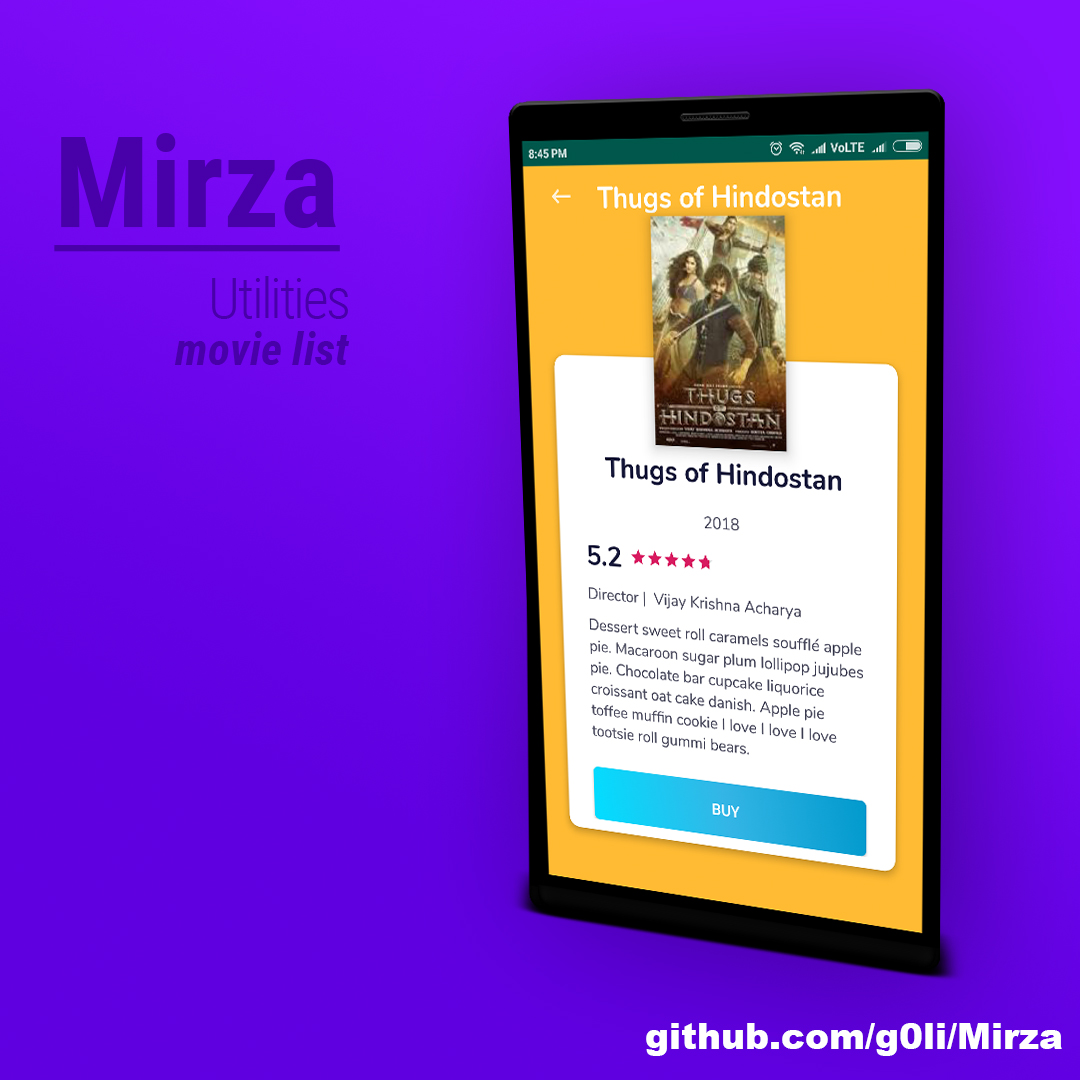 Mirza
Utilities
movie list
8:45 PM
VoLTE
Thugs of Hindostan
THUGS
HINDOSTAN
Thugs of Hindostan
2018
5.2
Director | Vijay Krishna Acharya
Dessert sweet roll caramels soufflé apple
pie. Macaroon sugar plum lollipop jujubes
pie. Chocolate bar cupcake liquorice
croissant oat cake danish. Apple pie
toffee muffin cookie I love I love I love
tootsie roll gummi bears.
BUY
github.com/g0li/Mirza